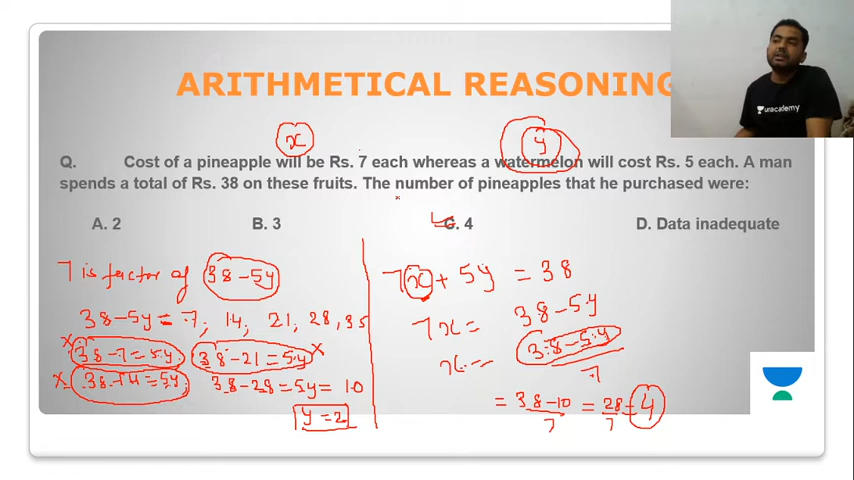 ARITHMETICAL REASONING
x
y
Q. Cost of a pineapple will be Rs. 7 each whereas a watermelon will cost Rs. 5 each. A man
spends a total of Rs. 38 on these fruits. The number of pineapples that he purchased were:
A. 2 B. 3 C. 4 D. Data inadequate
7 is factor of 38-5y
38-5y = 7, 14, 21, 28, 35
38-7=5y 38-21=5y
38-14=5y 38-28=5y= 10
y=2
7x + 5y = 38
7x = 38-5y
x = 38-5y
7
= 38-10 = 28 = 4
7 7
unacademy